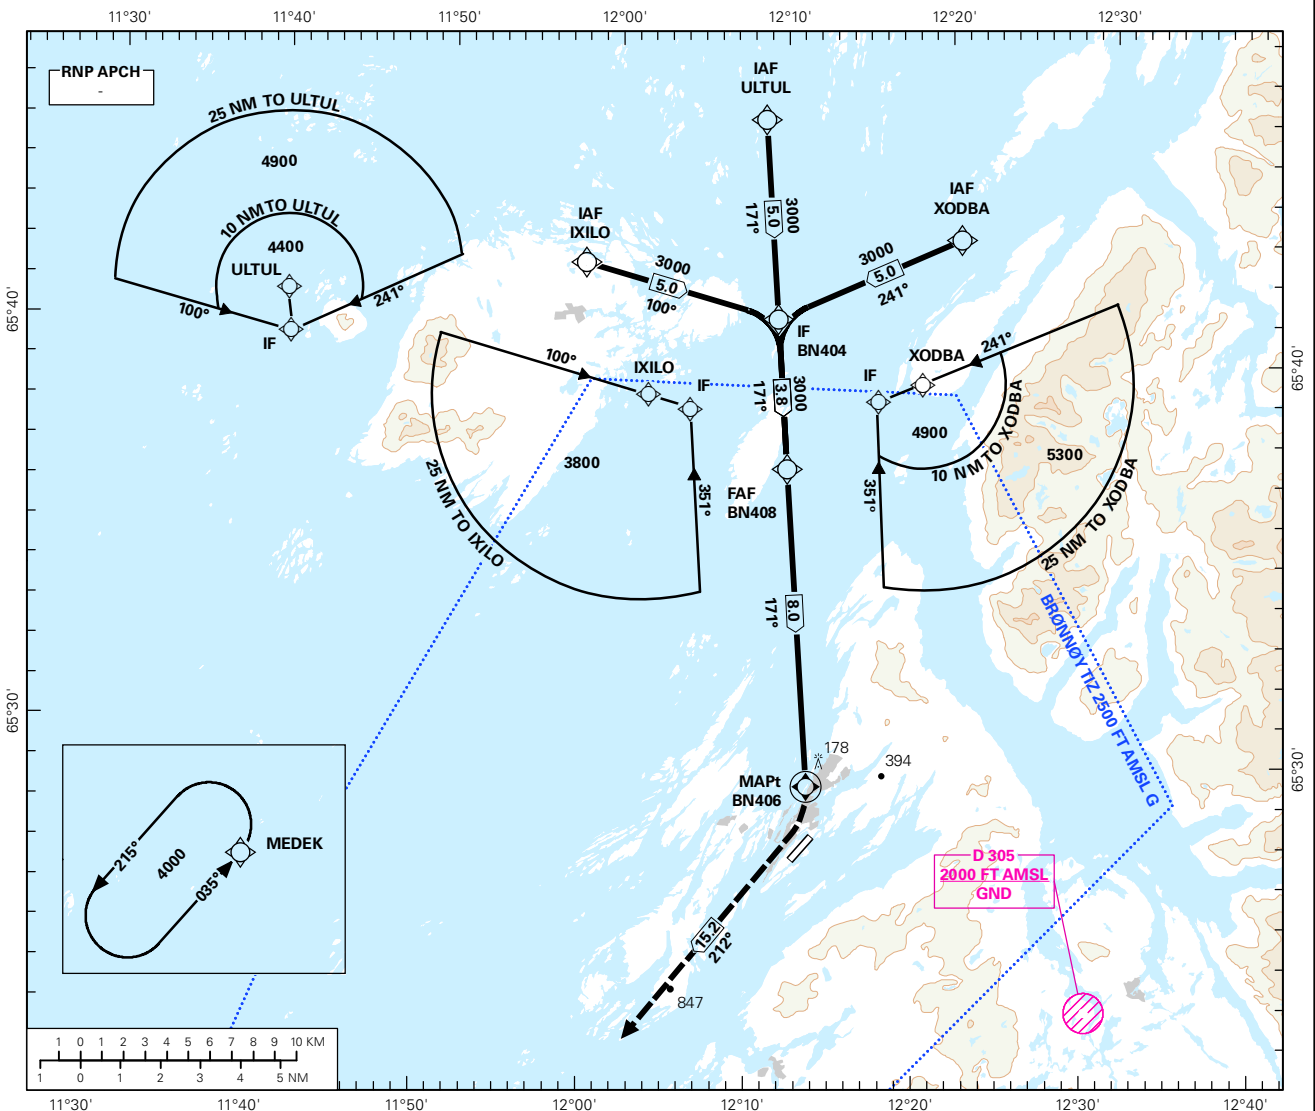 11°30'
11°40'
11°50'
12°00'
12°10'
12°20'
12°30'
RNP APCH
-
25 NM TO ULTUL
4900
10 NM TO ULTUL
4400
ULTUL
100°
241°
IF
IAF
ULTUL
3000
5.0
171°
IAF
IXILO
3000
5.0
100°
IAF
XODBA
3000
5.0
241°
IF
BN404
65°40'
65°40'
100°
IXILO
IF
3800
351°
25 NM TO IXILO
3000
3.8
171°
XODBA
241°
IF
4900
10 NM TO XODBA
5300
351°
25 NM TO XODBA
FAF
BN408
8.0
171°
BRØNNØY TIZ 2500 FT AMSL G
65°30'
65°30'
178
394
MAPt
BN406
MEDEK
215°
4000
035°
D 305
2000 FT AMSL
GND
15.2
212°
847
1 0 1 2 3 4 5 6 7 8 9 10 KM
1 0 1 2 3 4 5 NM
11°30'
11°40'
11°50'
12°00'
12°10'
12°20'
12°30'
12°40'